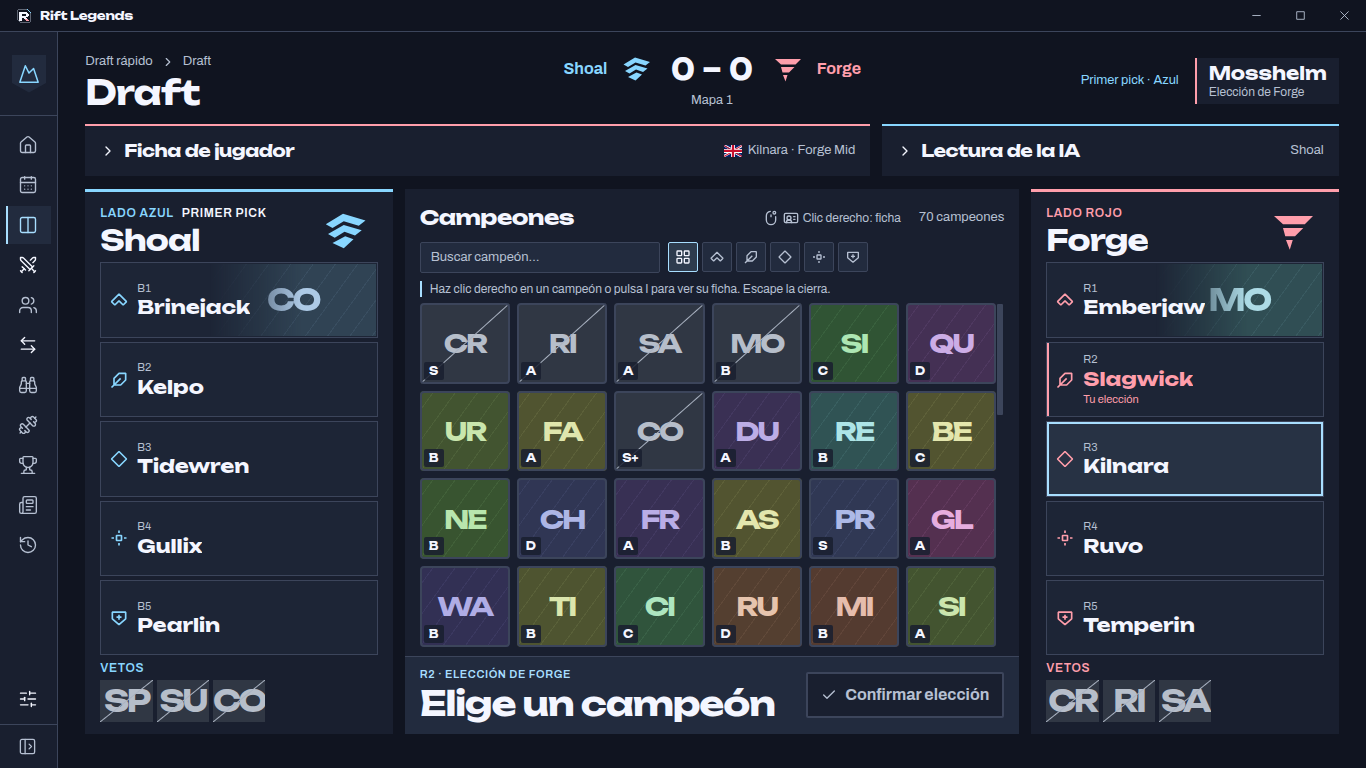 Rift Legends
Draft rápido > Draft
Draft
Shoal 0 – 0 Forge
Mapa 1
Primer pick · Azul
Mosshelm
Elección de Forge
Ficha de jugador
Kilnara · Forge Mid
Lectura de la IA
Shoal
LADO AZUL PRIMER PICK
Shoal
B1
Brinejack
CO
B2
Kelpo
B3
Tidewren
B4
Gullix
B5
Pearlin
VETOS
SP SU CO
Campeones
Clic derecho: ficha
70 campeones
Buscar campeón...
Haz clic derecho en un campeón o pulsa I para ver su ficha. Escape la cierra.
CR RI SA MO SI QU
S A A B C D
UR FA CO DU RE BE
B A S+ A B C
NE CH FR AS PR GL
B D A B S A
WA TI CI RU MI SI
B B C D B A
R2 · ELECCIÓN DE FORGE
Elige un campeón
Confirmar elección
LADO ROJO
Forge
R1
Emberjaw
MO
R2
Slagwick
Tu elección
R3
Kilnara
R4
Ruvo
R5
Temperin
VETOS
CR RI SA